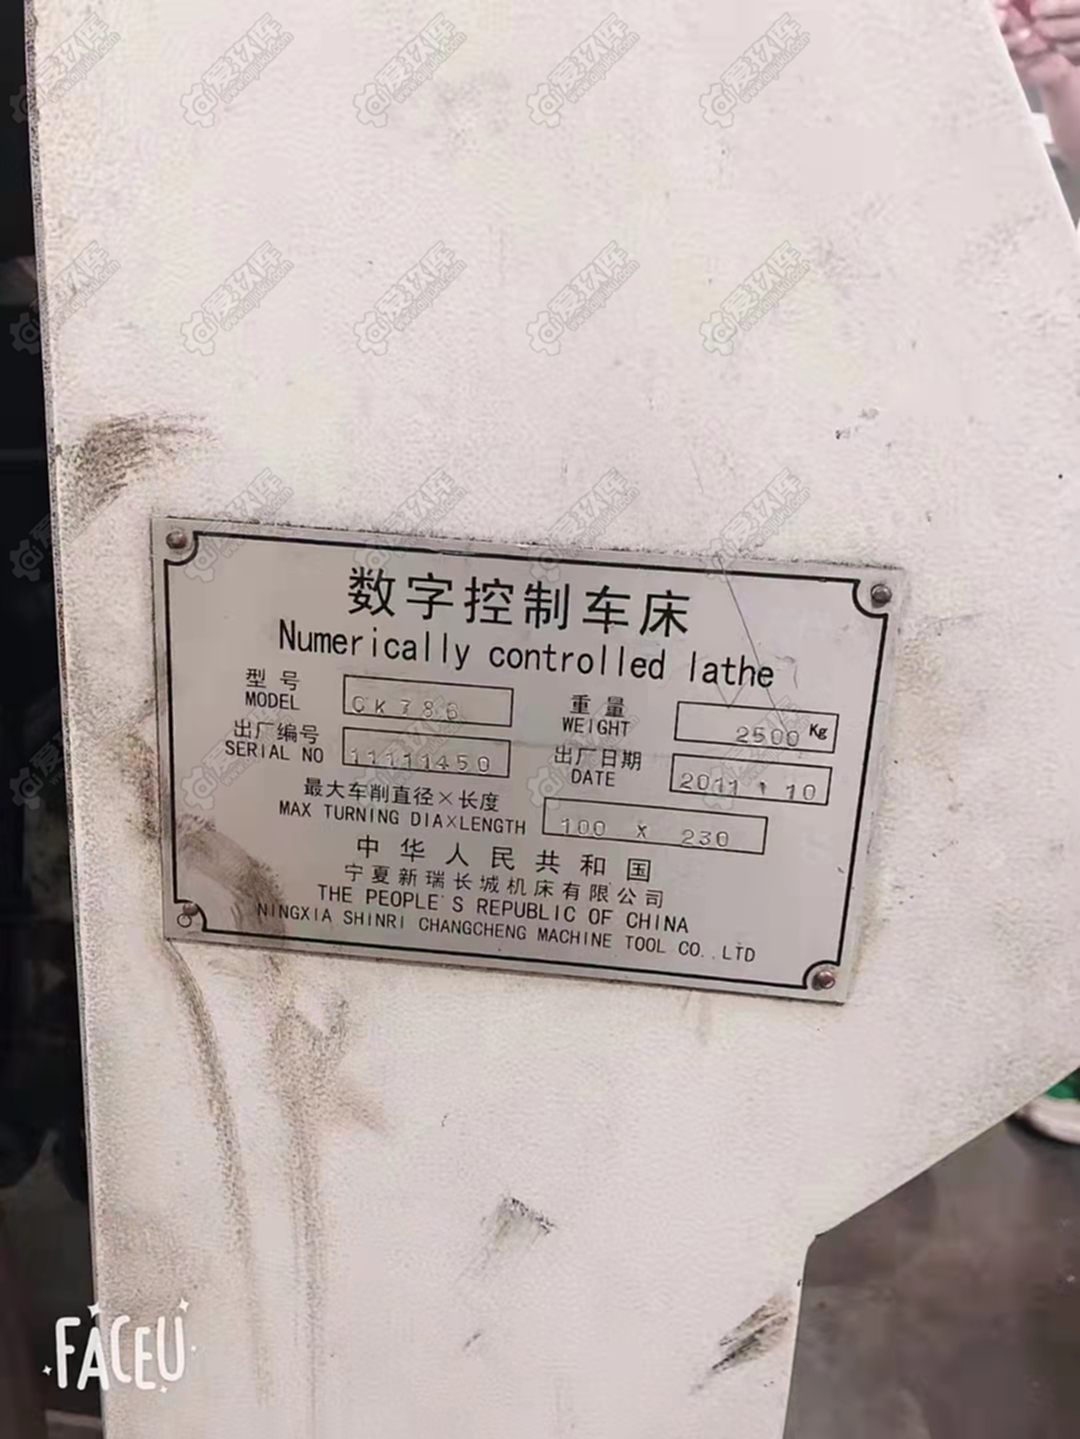 数字控制车床
Numerically controlled lathe
型号 重量
MODEL CK786 WEIGHT 2500 Kg
出厂编号 出厂日期
SERIAL NO 11111450 DATE 2011.10
最大车削直径×长度
MAX TURNING DIA×LENGTH 100 x 230
中华人民共和国
宁夏新瑞长城机床有限公司
THE PEOPLE'S REPUBLIC OF CHINA
NINGXIA SHINRI CHANGCHENG MACHINE TOOL CO.,LTD
FACEU